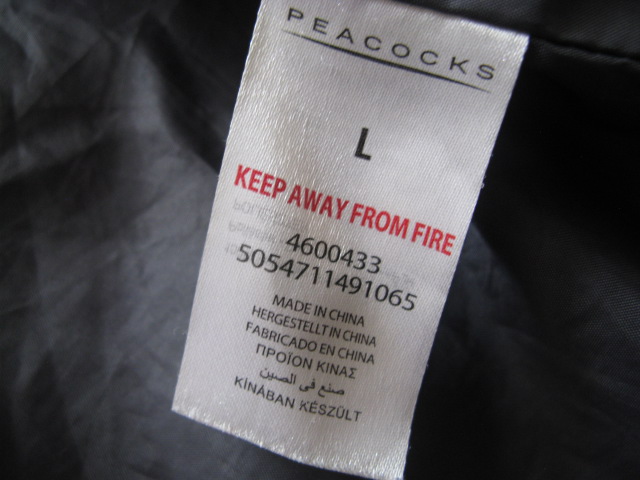 PEACOCKS
L
KEEP AWAY FROM FIRE
4600433
5054711491065
MADE IN CHINA
HERGESTELLT IN CHINA
FABRICADO EN CHINA
ΠΡΟΪΟΝ ΚΙΝΑΣ
صنع في الصين
KÍNÁBAN KÉSZÜLT